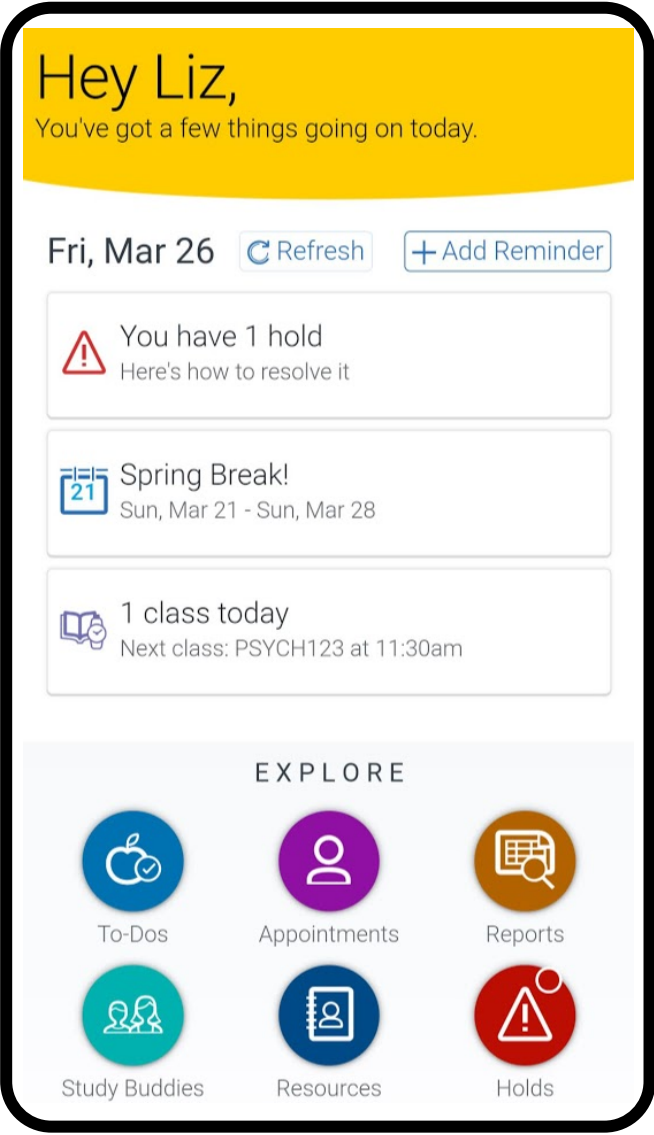 Hey Liz,
You've got a few things going on today.
Fri, Mar 26
Refresh
Add Reminder
You have 1 hold
Here's how to resolve it
21
Spring Break!
Sun, Mar 21 - Sun, Mar 28
1 class today
Next class: PSYCH123 at 11:30am
EXPLORE
To-Dos
Appointments
Reports
Study Buddies
Resources
Holds